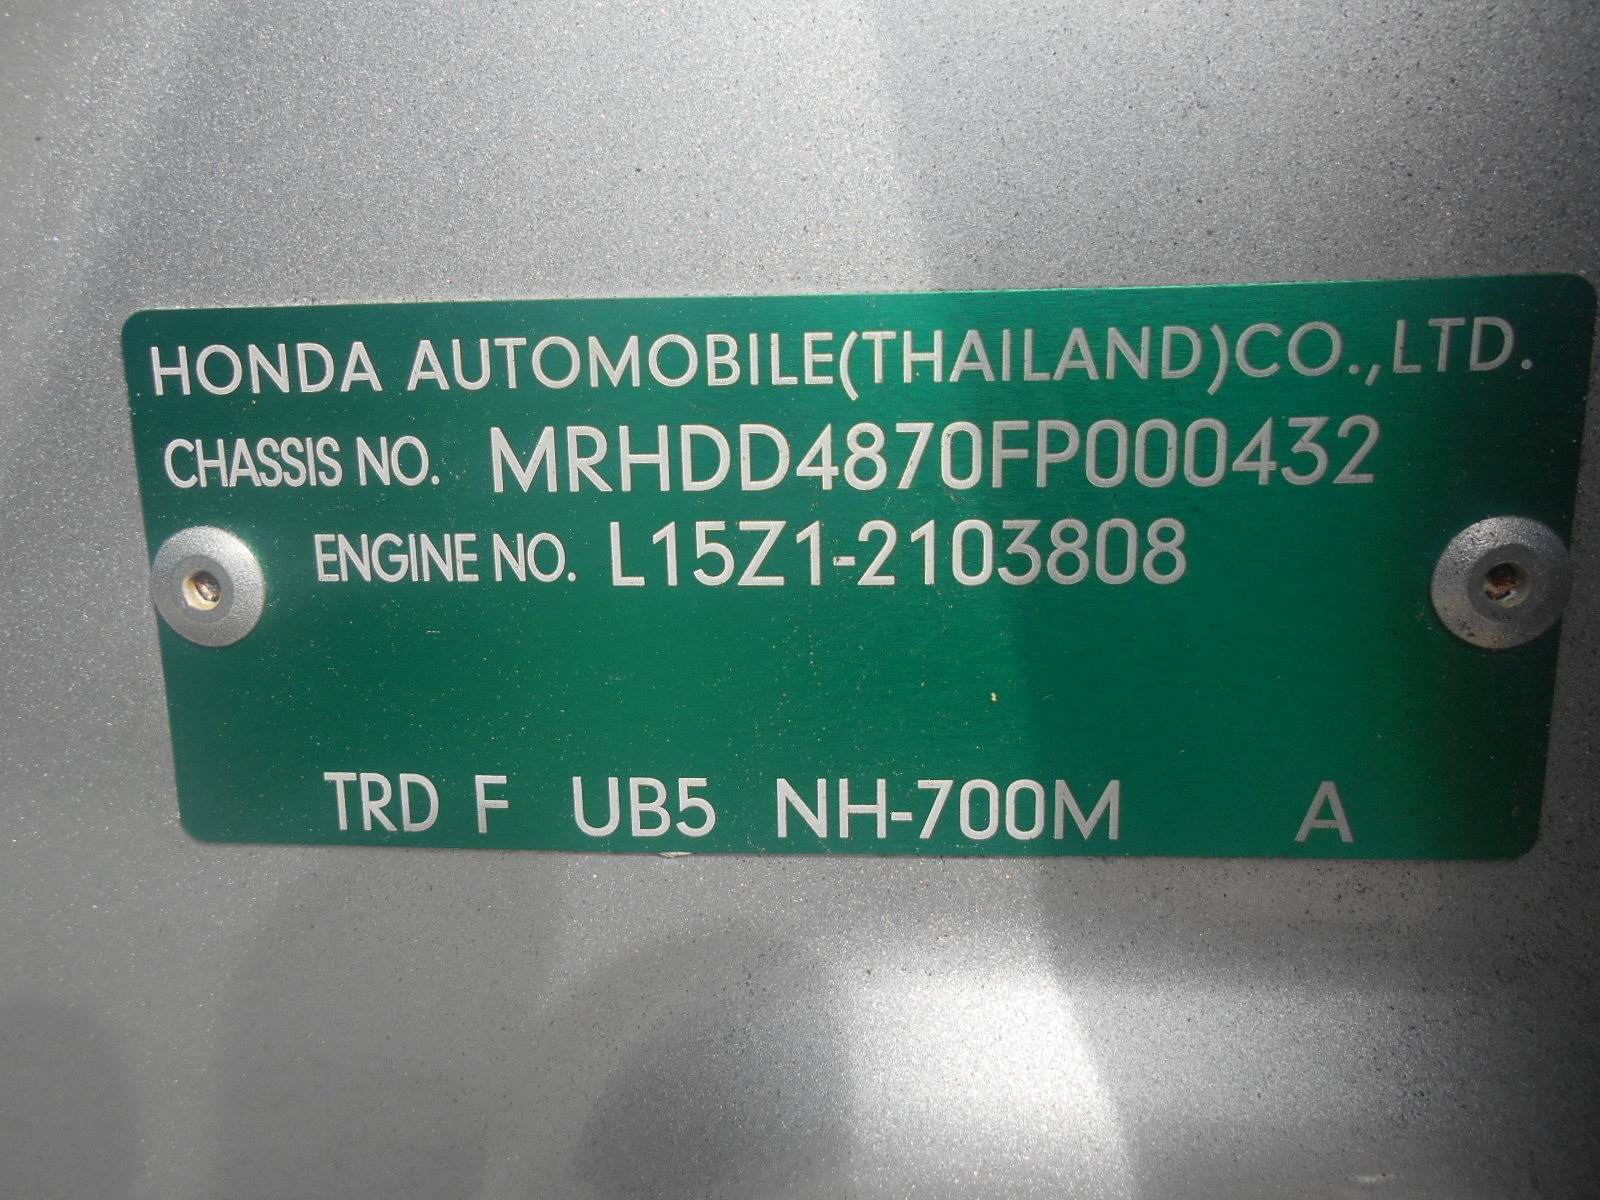 HONDA AUTOMOBILE(THAILAND)CO.,LTD.
CHASSIS NO. MRHDD4870FP000432
ENGINE NO. L15Z1-2103808
TRD F UB5 NH-700M A